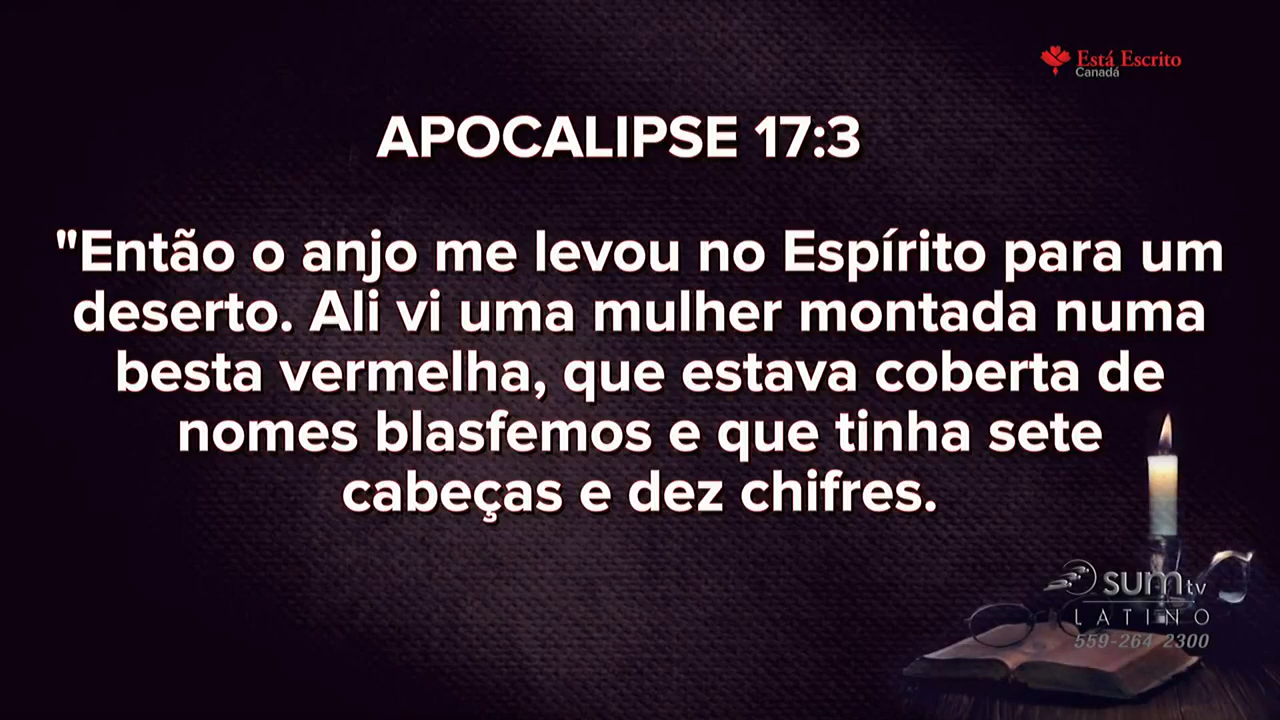 Está Escrito
Canadá
APOCALIPSE 17:3
"Então o anjo me levou no Espírito para um
deserto. Ali vi uma mulher montada numa
besta vermelha, que estava coberta de
nomes blasfemos e que tinha sete
cabeças e dez chifres.
sumtv
LATINO
559-264-2300